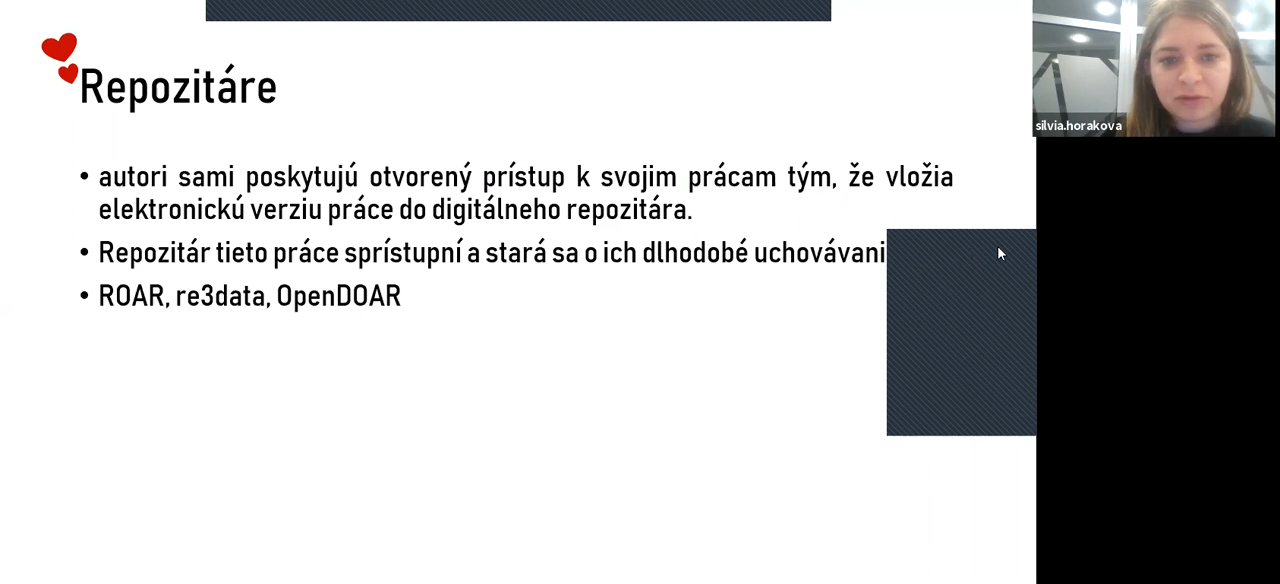 Repozitáre
• autori sami poskytujú otvorený prístup k svojim prácam tým, že vložia
elektronickú verziu práce do digitálneho repozitára.
• Repozitár tieto práce sprístupní a stará sa o ich dlhodobé uchovávani
• ROAR, re3data, OpenDOAR
silvia.horakova